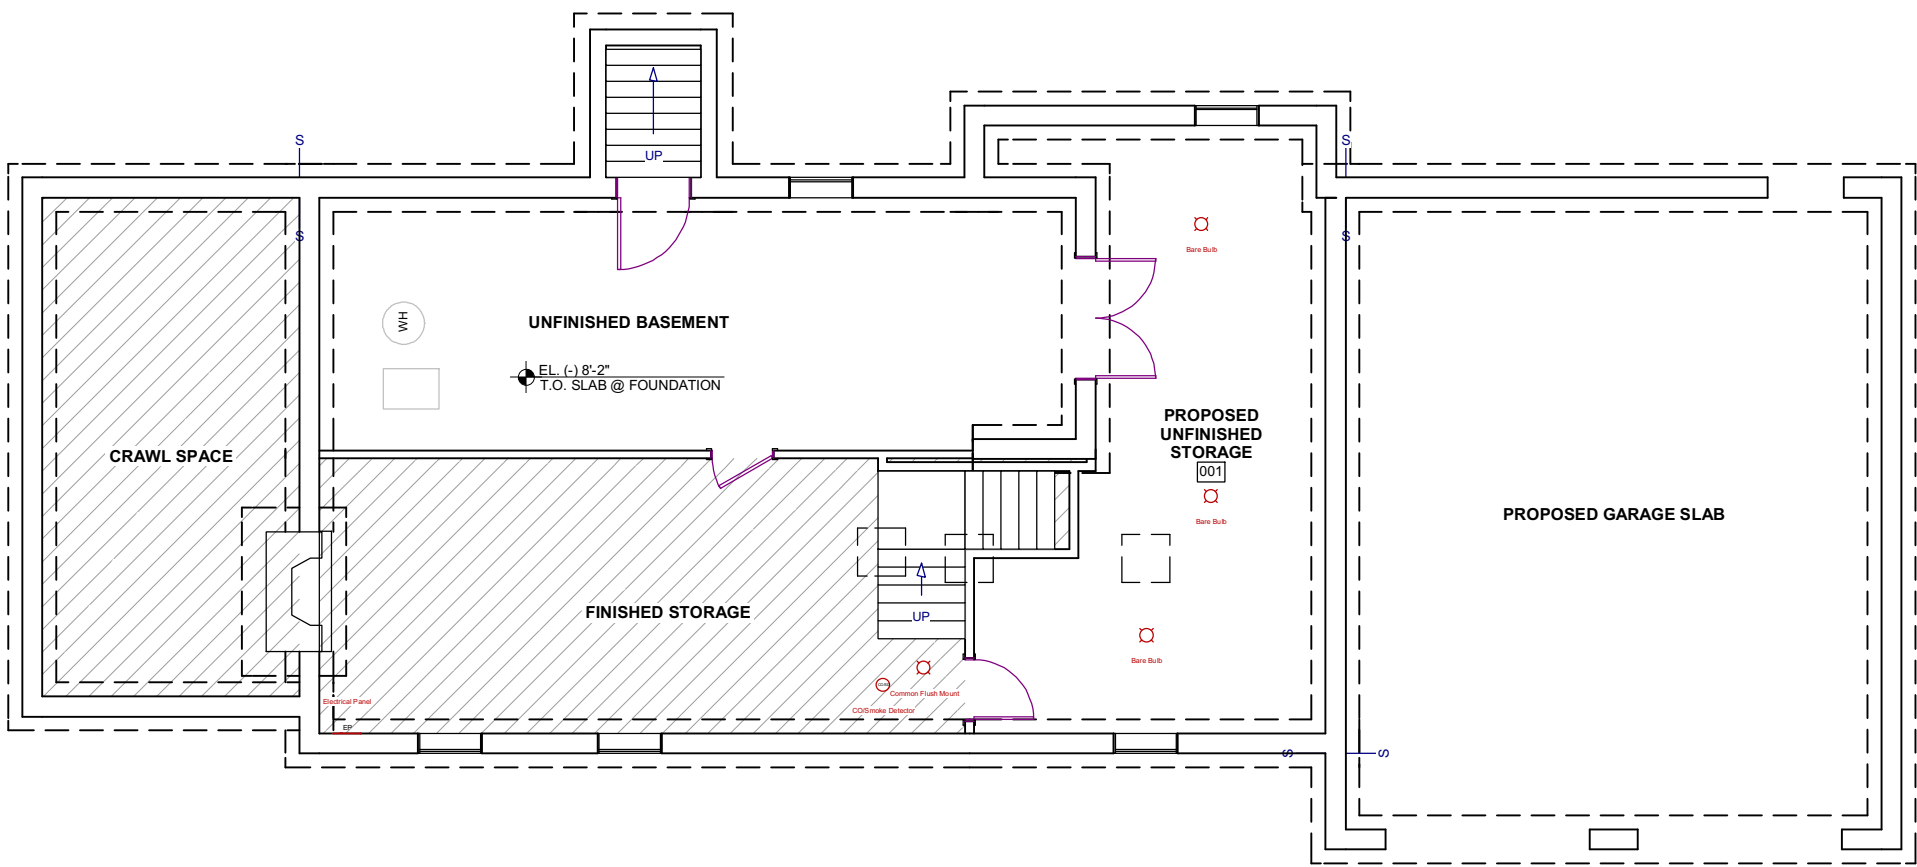 UP
S
S
S
S
Bare Bulb
WH
UNFINISHED BASEMENT
EL. (-) 8'-2"
T.O. SLAB @ FOUNDATION
PROPOSED
UNFINISHED
STORAGE
001
Bare Bulb
CRAWL SPACE
PROPOSED GARAGE SLAB
FINISHED STORAGE
UP
Bare Bulb
Common Flush Mount
CO/Smoke Detector
Electrical Panel
EP
S
S